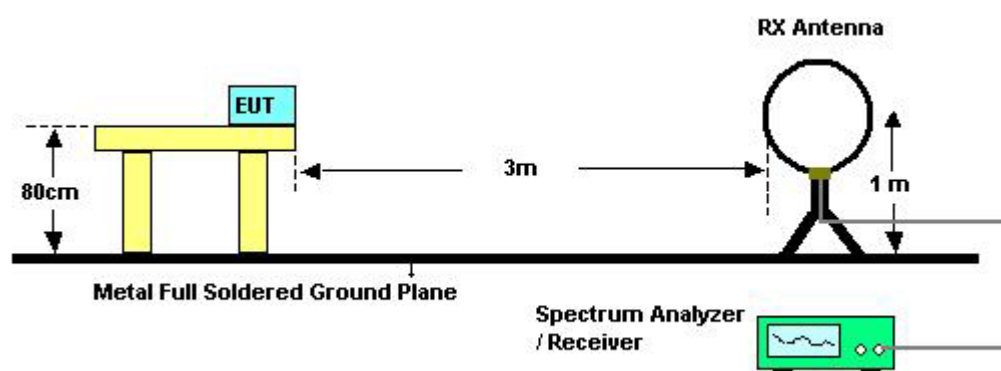 RX Antenna
EUT
3m
80cm
1 m
Metal Full Soldered Ground Plane
Spectrum Analyzer
/ Receiver